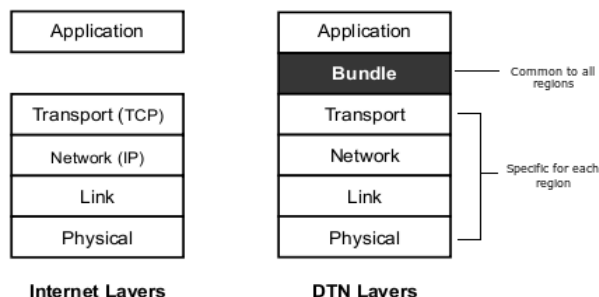 Application
Transport (TCP)
Network (IP)
Link
Physical
Internet Layers
Application
Bundle
Transport
Network
Link
Physical
DTN Layers
Common to all
regions
Specific for each
region